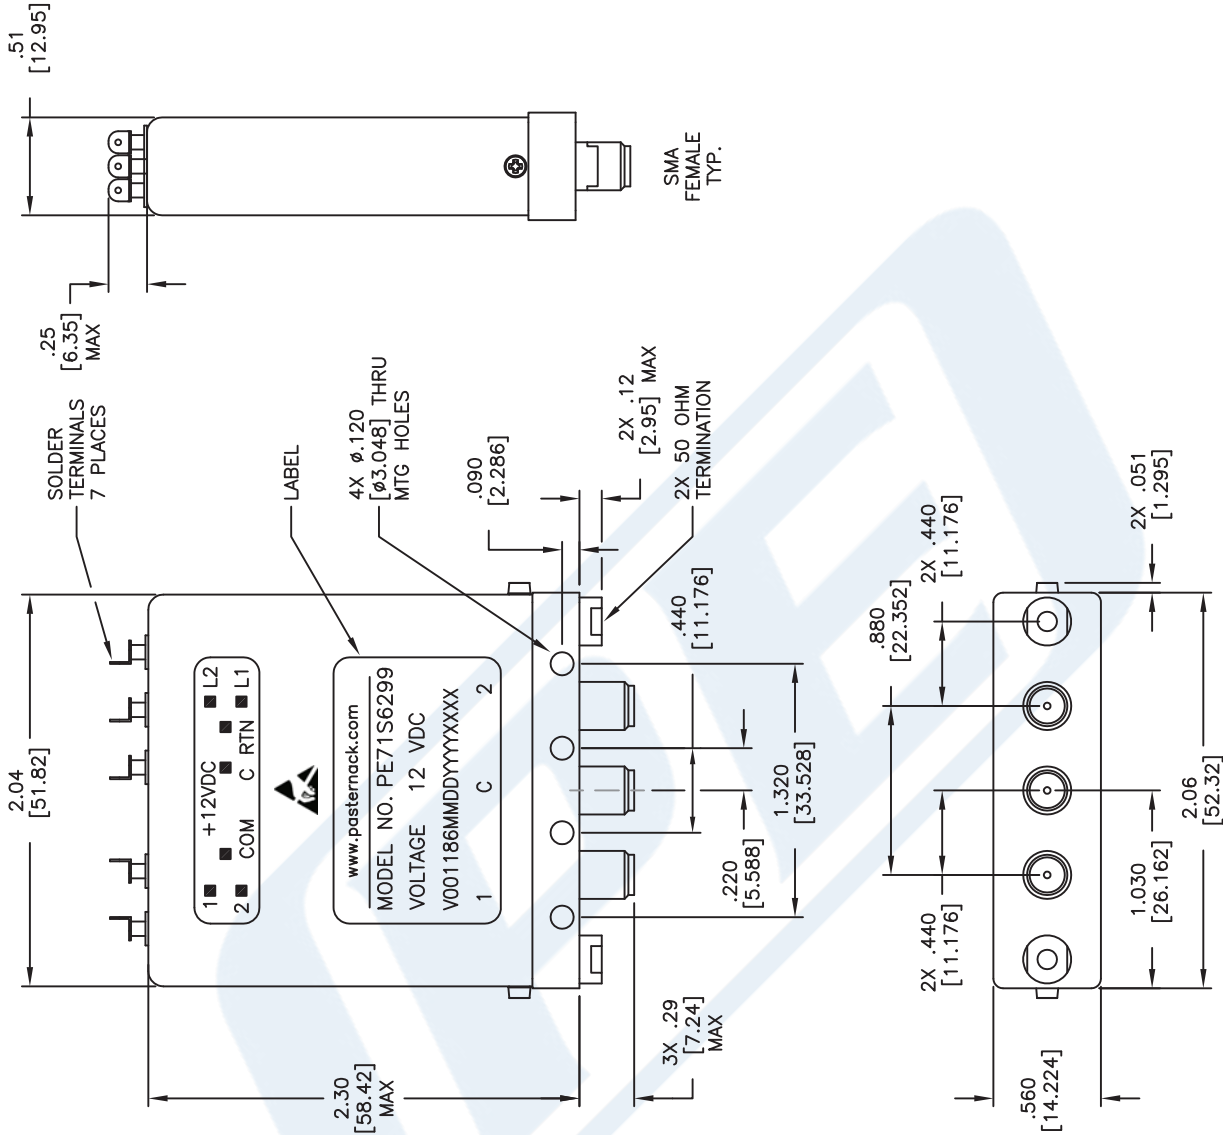 .51
[12.95]
SMA
FEMALE
TYP.
.25
[6.35]
MAX
SOLDER
TERMINALS
7 PLACES
LABEL
4X ø.120
[ø3.048] THRU
MTG HOLES
.090
[2.286]
2X .12
[2.95] MAX
2X 50 OHM
TERMINATION
2.04
[51.82]
1 +12VDC L2
2 COM C RTN L1
www.pasternack.com
MODEL NO. PE71S6299
VOLTAGE 12 VDC
V001186MMDDYYYYXXXX
1 C 2
.440
[11.176]
1.320
[33.528]
.220
[5.588]
2.30
[58.42]
MAX
3X .29
[7.24]
MAX
2X .440
[11.176]
2X .051
[1.295]
.880
[22.352]
2X .440
[11.176]
1.030
[26.162]
2.06
[52.32]
.560
[14.224]
PE